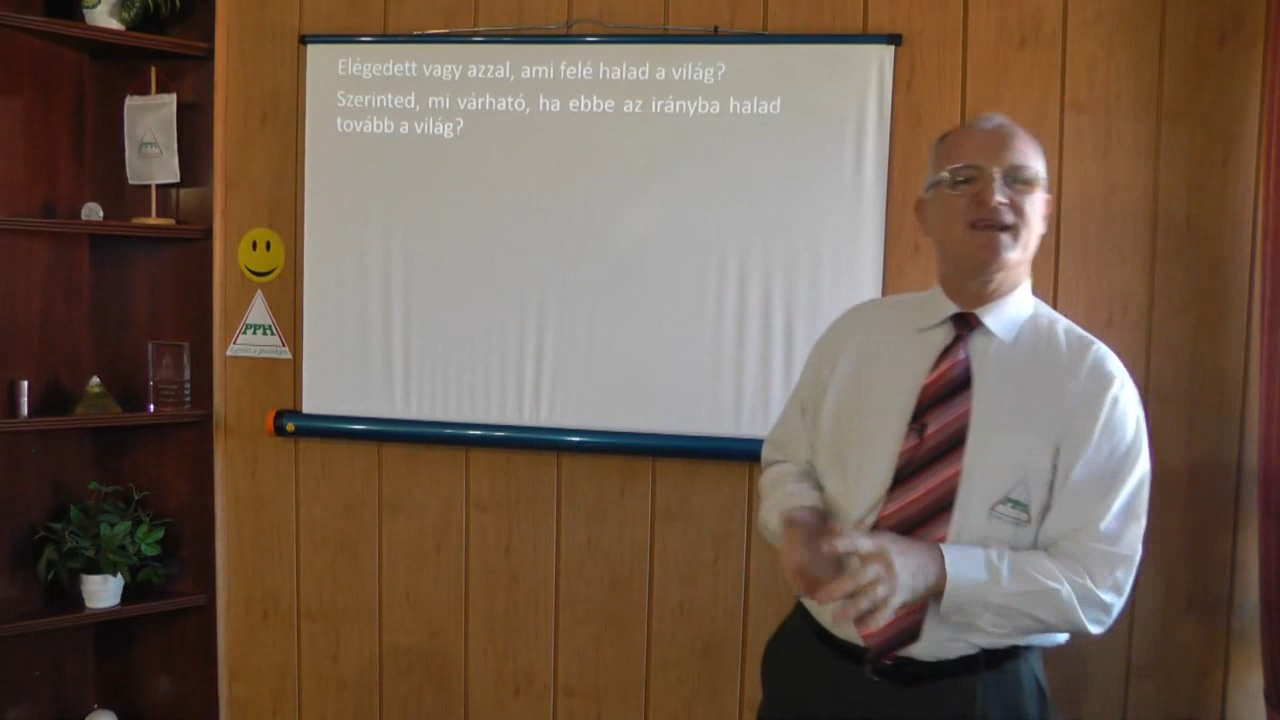 Elégedett vagy azzal, ami felé halad a világ?
Szerinted, mi várható, ha ebbe az irányba halad
tovább a világ?
PPH
PPH
PPH